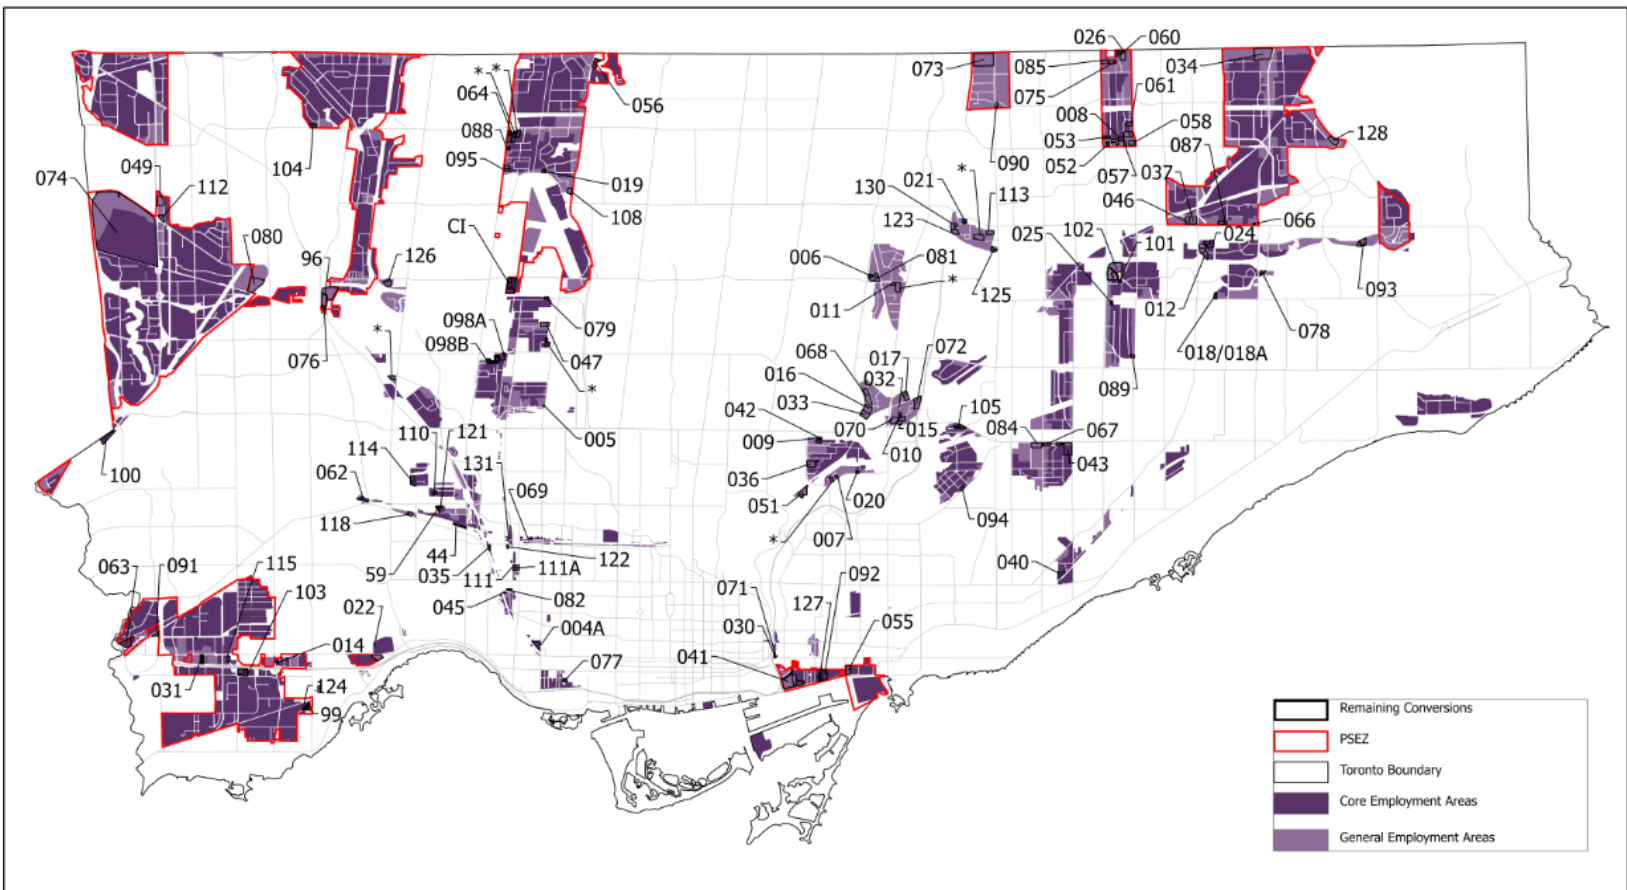 026 060
* 073 085 034
*
064 075 061
056
088 008 058
053 087 128
095 104 090 052
049 019 057 037
074 112 130 021 * 113 046
108 123
CI 102 066
025 101 024
080 006 081
96 126
011 * 125 012 093
079
098A 078
* 098B 017 072
076 047 068 018/018A
016 032 089
* 033
042 105
110 121 005 070 015 084 067
114 131 009 010 043
100 062 069 036
051 020
118 094
* 007
115 44 122
063 091 59 035 040
103 111 111A 092
022 071 127
045 082 055
030
004A
014 041
031 077
124
99
Remaining Conversions
PSEZ
Toronto Boundary
Core Employment Areas
General Employment Areas